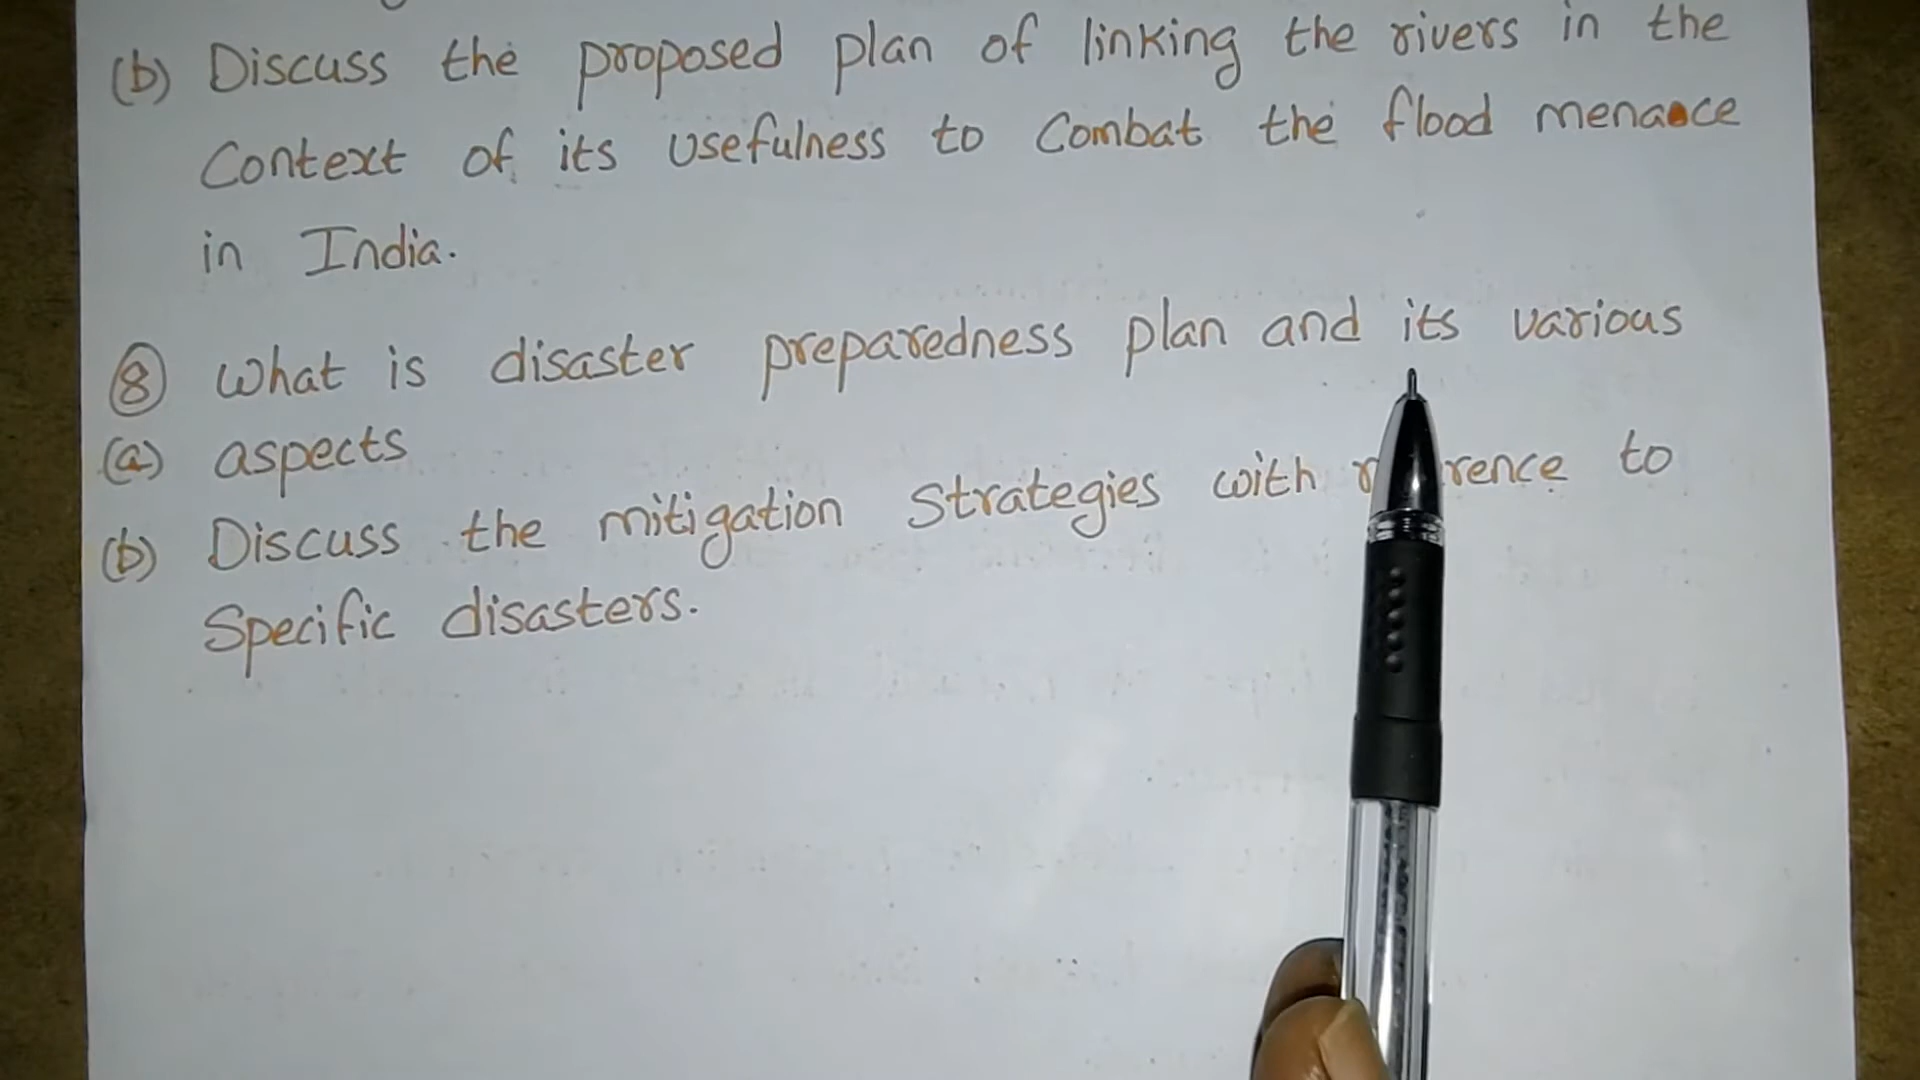 (b) Discuss the proposed plan of linking the rivers in the
Context of its usefulness to Combat the flood menace
in India.
⑧ What is disaster preparedness plan and its various
(a) aspects
(b) Discuss the mitigation Strategies with to
Specific disasters.